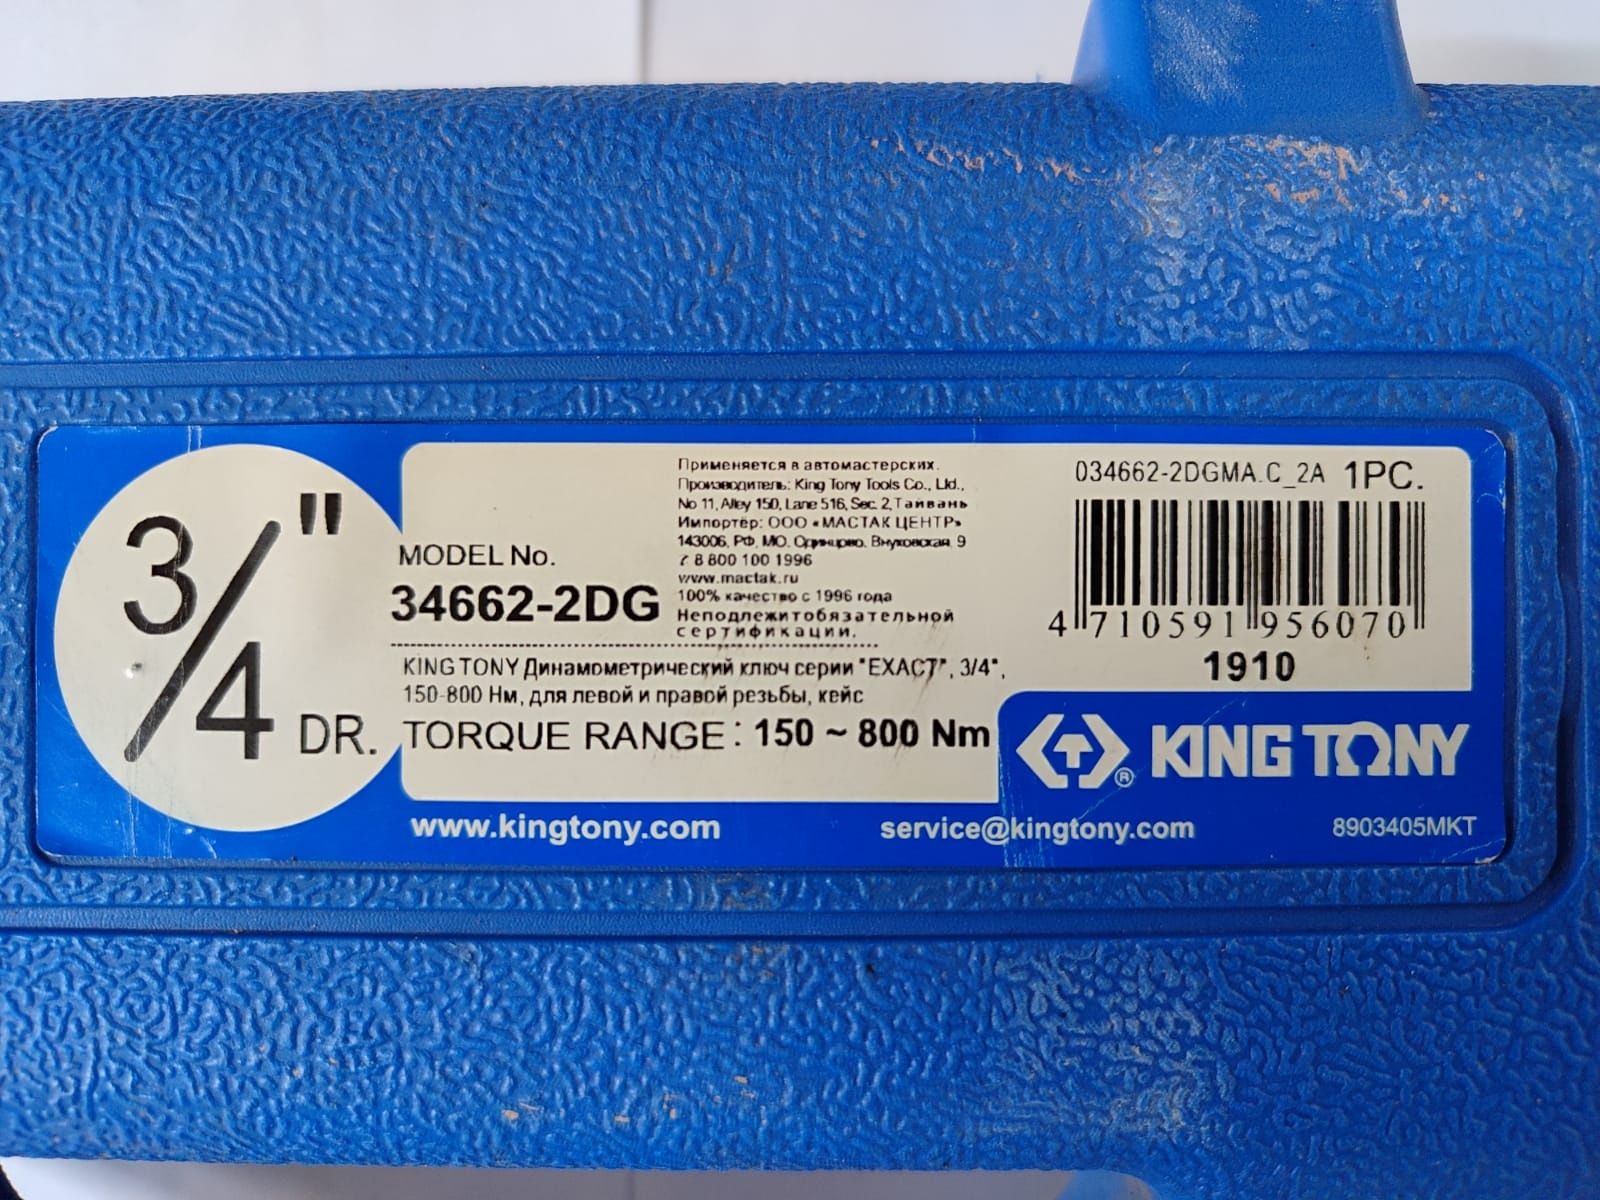 3/4" DR.
MODEL No.
34662-2DG
Применяется в автомастерских.
Производитель: King Tony Tools Co., Ltd.,
No 11, Alley 150, Lane 516, Sec. 2, Тайвань
Импортёр: ООО «МАСТАК ЦЕНТР»
143006, РФ, МО, Одинцово, Внуковская, 9
7 8 800 100 1996
www.mactak.ru
100% качество с 1996 года
Неподлежитобязательной
сертификации.
KING TONY Динамометрический ключ серии "EXACT", 3/4",
150-800 Нм, для левой и правой резьбы, кейс
TORQUE RANGE : 150 ~ 800 Nm
034662-2DGMA.C_2A 1PC.
4 710591 956070
1910
KING TONY ®
www.kingtony.com
service@kingtony.com
8903405MKT